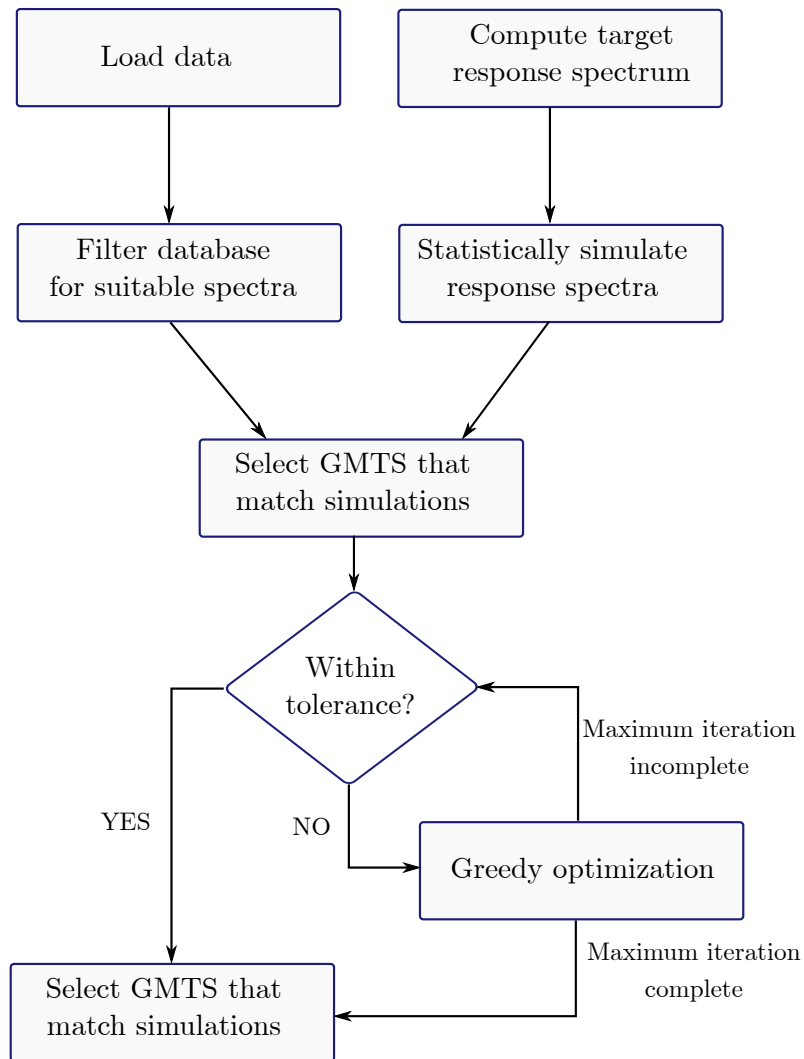 Load data
Compute target
response spectrum
Filter database
for suitable spectra
Statistically simulate
response spectra
Select GMTS that
match simulations
Within
tolerance?
Maximum iteration
incomplete
YES
NO
Greedy optimization
Maximum iteration
complete
Select GMTS that
match simulations